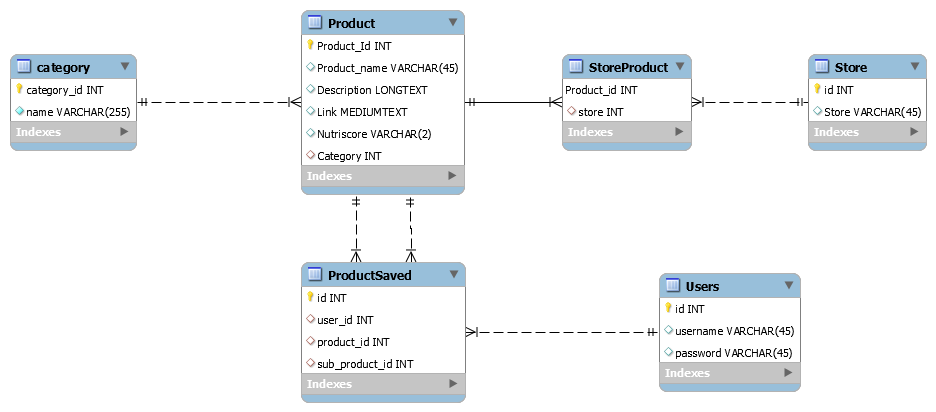 category
category_id INT
name VARCHAR(255)
Indexes
Product
Product_Id INT
Product_name VARCHAR(45)
Description LONGTEXT
Link MEDIUMTEXT
Nutriscore VARCHAR(2)
Category INT
Indexes
StoreProduct
Product_id INT
store INT
Indexes
Store
id INT
Store VARCHAR(45)
Indexes
ProductSaved
id INT
user_id INT
product_id INT
sub_product_id INT
Indexes
Users
id INT
username VARCHAR(45)
password VARCHAR(45)
Indexes